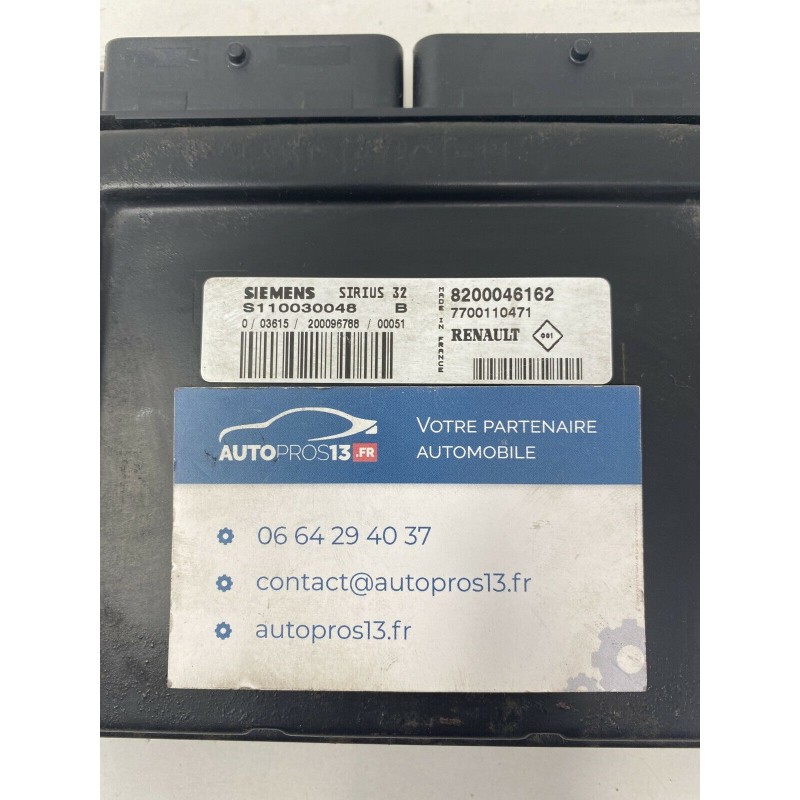 SIEMENS SIRIUS 32
S110030048 B
0 / 03615 / 200096788 / 00051
MADE IN FRANCE
8200046162
7700110471
RENAULT 001
AUTOPROS13.FR
VOTRE PARTENAIRE
AUTOMOBILE
06 64 29 40 37
contact@autopros13.fr
autopros13.fr